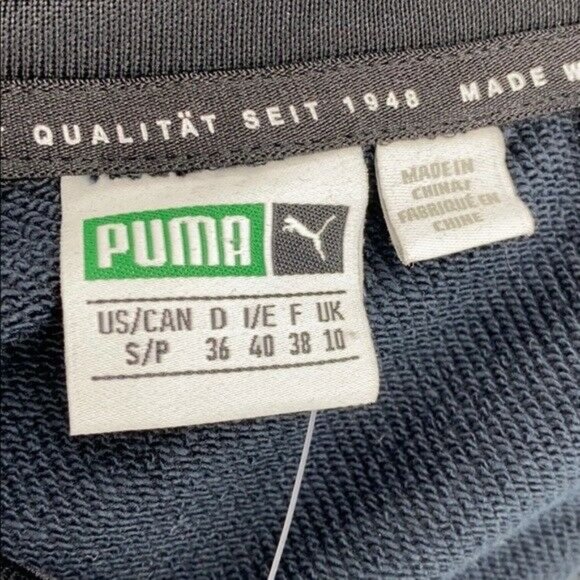 QUALITÄT SEIT 1948 MADE W
PUMA
US/CAN D I/E F UK
S/P 36 40 38 10
MADE IN
CHINA/
FABRIQUÉ EN
CHINE